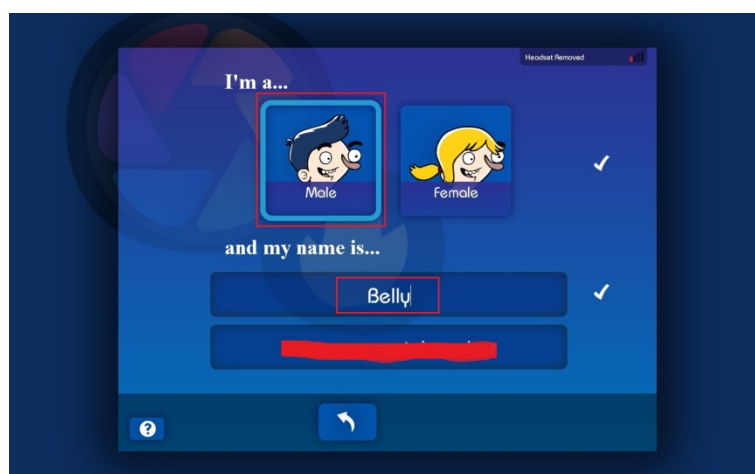 Headset Removed
I'm a...
Male Female
and my name is...
Belly
?